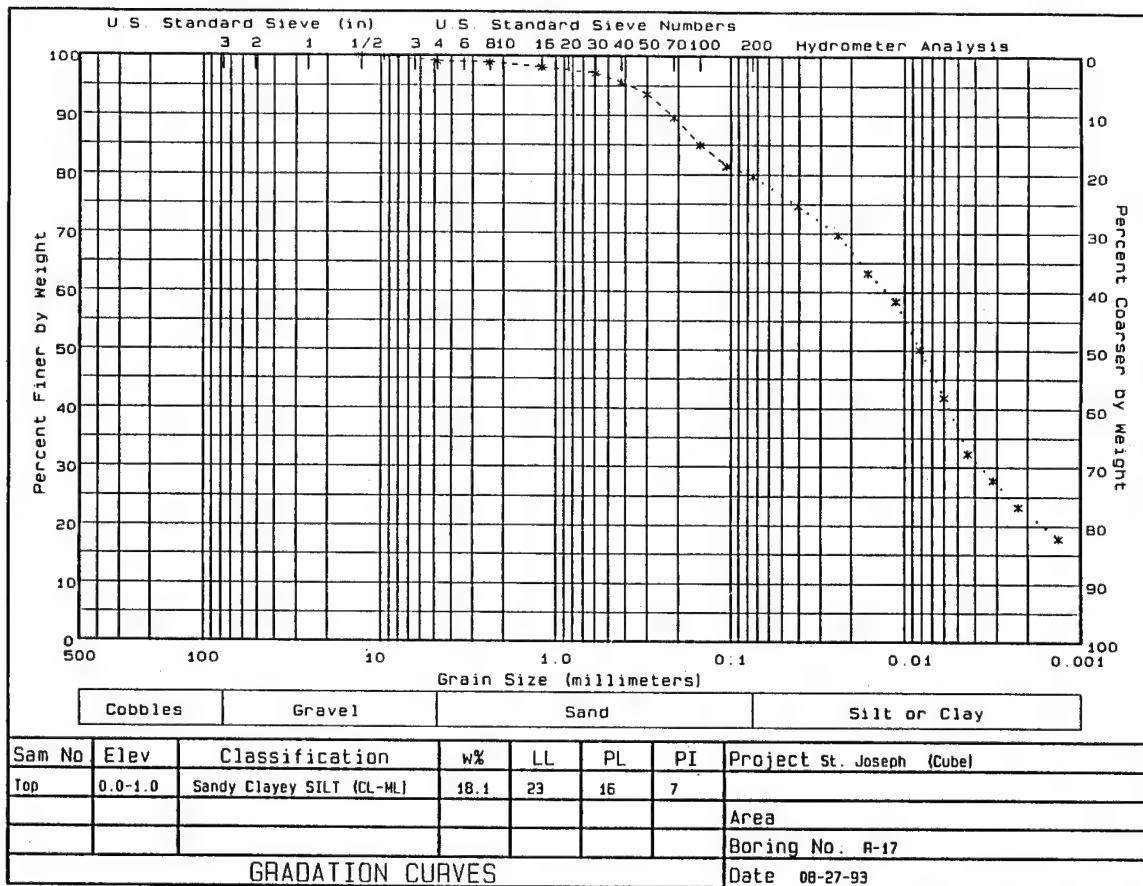 U.S. Standard Sieve (in) U.S. Standard Sieve Numbers
3 2 1 1/2 3 4 6 8 10 16 20 30 40 50 70 100 200 Hydrometer Analysis
100 0
90 10
80 20
70 30
60 40
50 50
40 60
30 70
20 80
10 90
0 100
Percent Finer by Weight
Percent Coarser by Weight
500 100 10 1.0 0.1 0.01 0.001
Grain Size (millimeters)
Cobbles Gravel Sand Silt or Clay
Sam No Elev Classification w% LL PL PI Project St. Joseph (Cube)
Top 0.0-1.0 Sandy Clayey SILT (CL-ML) 18.1 23 16 7
Area
Boring No. A-17
GRADATION CURVES Date 08-27-93